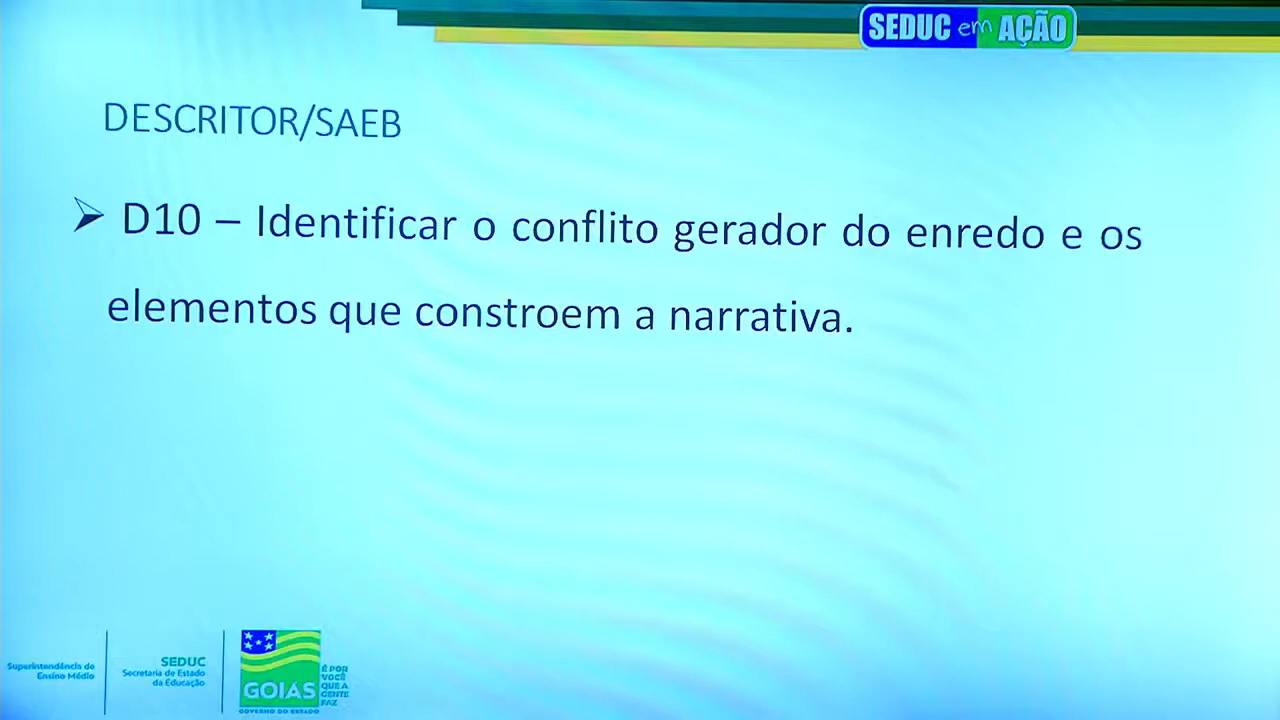 SEDUC em AÇÃO
DESCRITOR/SAEB
➢ D10 – Identificar o conflito gerador do enredo e os
elementos que constroem a narrativa.
Superintendência de
Ensino Médio
SEDUC
Secretaria de Estado
da Educação
GOIÁS
GOVERNO DO ESTADO
É POR
VOCÊ
QUE A
GENTE
FAZ